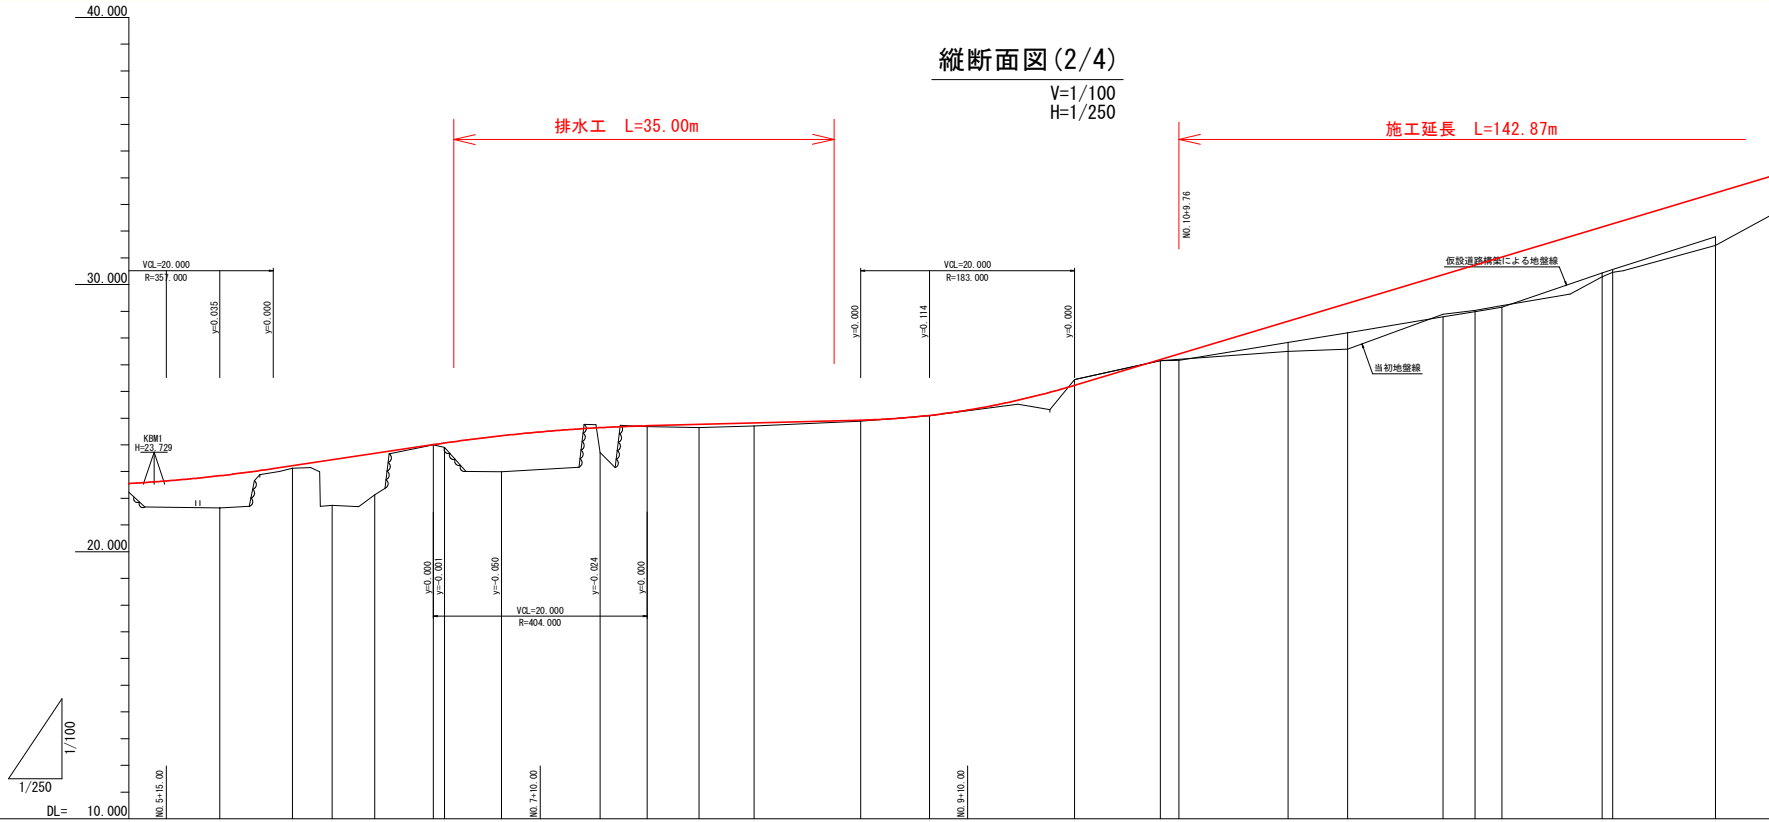 40.000
縦断面図(2/4)
V=1/100
H=1/250
排水工 L=35.00m
施工延長 L=142.87m
NO.10+9.76
VCL=20.000
R=357.000
30.000
y=0.035
y=0.000
VCL=20.000
R=183.000
y=0.000
y=0.114
y=0.000
仮設道路構築による地盤線
当初地盤線
KBM1
H=23.729
20.000
y=0.000
y=-0.001
y=-0.050
y=-0.024
y=0.000
VCL=20.000
R=404.000
1/100
1/250
DL= 10.000
NO.5+15.00
NO.7+10.00
NO.9+10.00